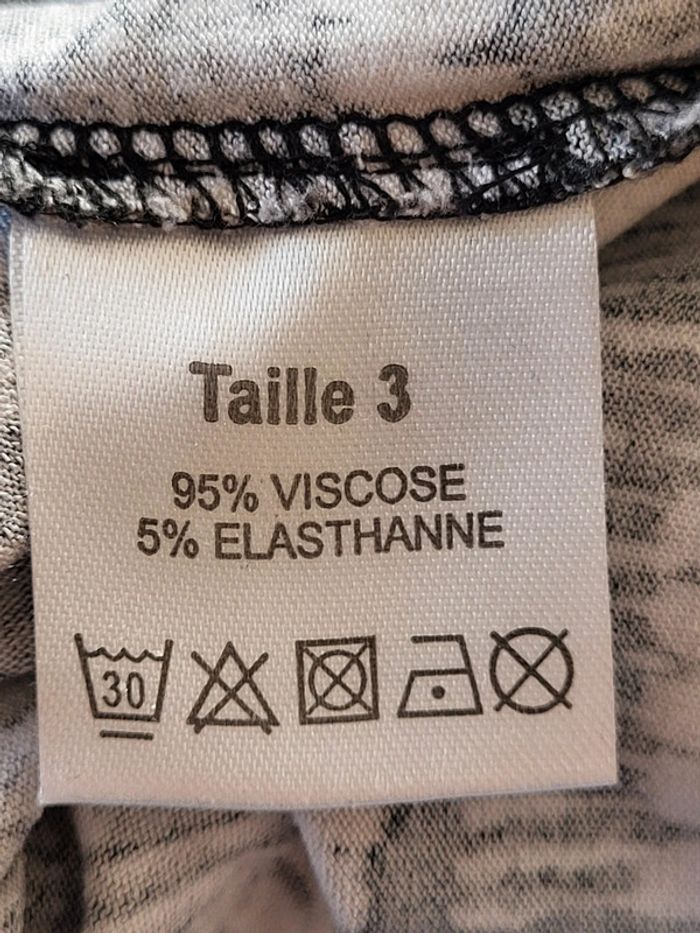 Taille 3
95% VISCOSE
5% ELASTHANNE
30